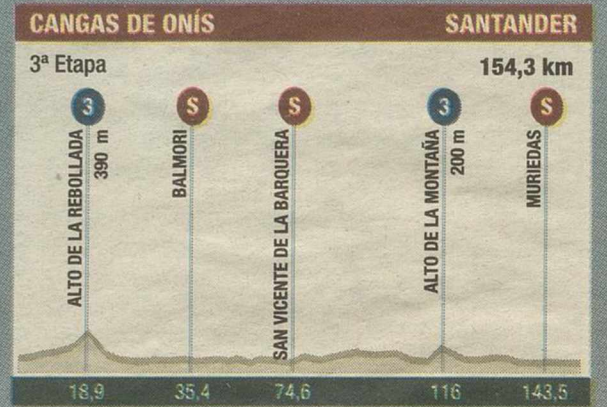 CANGAS DE ONÍS SANTANDER
3ª Etapa 154,3 km
3 S S 3 S
ALTO DE LA REBOLLADA
390 m
BALMORI
SAN VICENTE DE LA BARQUERA
ALTO DE LA MONTAÑA
200 m
MURIEDAS
18,9 35,4 74,6 116 143,5